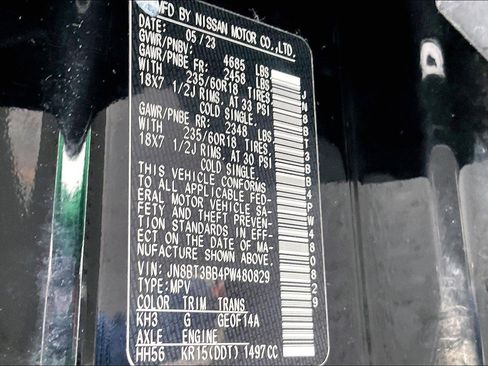 MFD BY NISSAN MOTOR CO.,LTD.
DATE: 05/23
GVWR/PNBV: 4685 LBS
GAWR/PNBE FR: 2458 LBS
WITH 235/60R18 TIRES
18X7 1/2J RIMS, AT 33 PSI
COLD SINGLE,
GAWR/PNBE RR: 2348 LBS
WITH 235/60R18 TIRES
18X7 1/2J RIMS, AT 30 PSI
COLD SINGLE.
THIS VEHICLE CONFORMS
TO ALL APPLICABLE FED-
ERAL MOTOR VEHICLE SA-
FETY AND THEFT PREVEN-
TION STANDARDS IN EFF-
ECT ON THE DATE OF MA-
NUFACTURE SHOWN ABOVE.
VIN: JN8BT3BB4PW480829
TYPE: MPV
COLOR TRIM TRANS
KH3 G GE0F14A
AXLE ENGINE
HH56 KR15(DDT) 1497CC
JN8BT3BB4PW480829